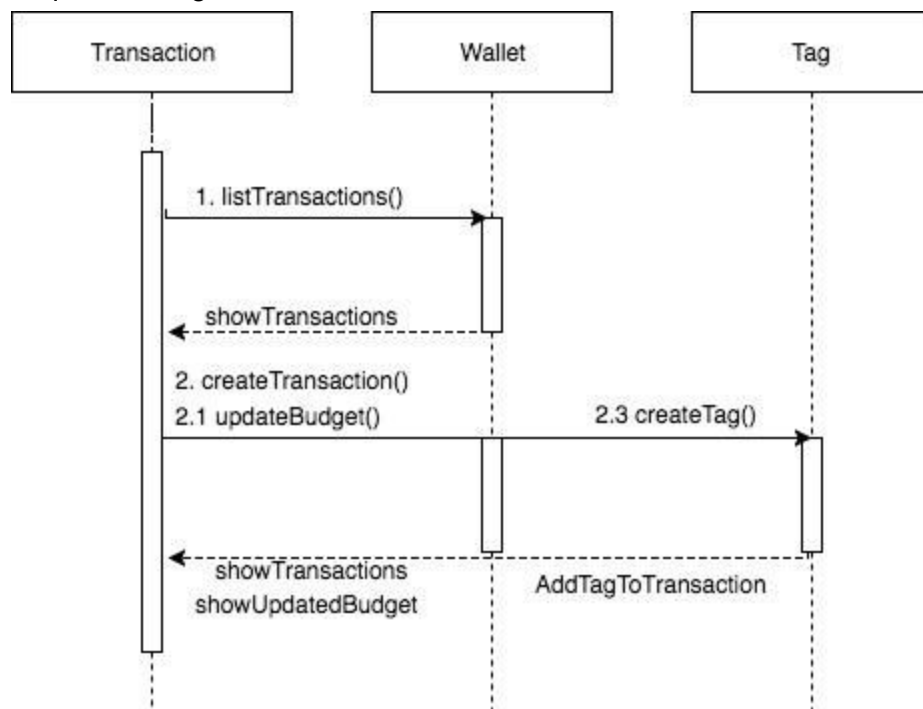 Transaction
Wallet
Tag
1. listTransactions()
showTransactions
2. createTransaction()
2.1 updateBudget()
2.3 createTag()
showTransactions
AddTagToTransaction
showUpdatedBudget